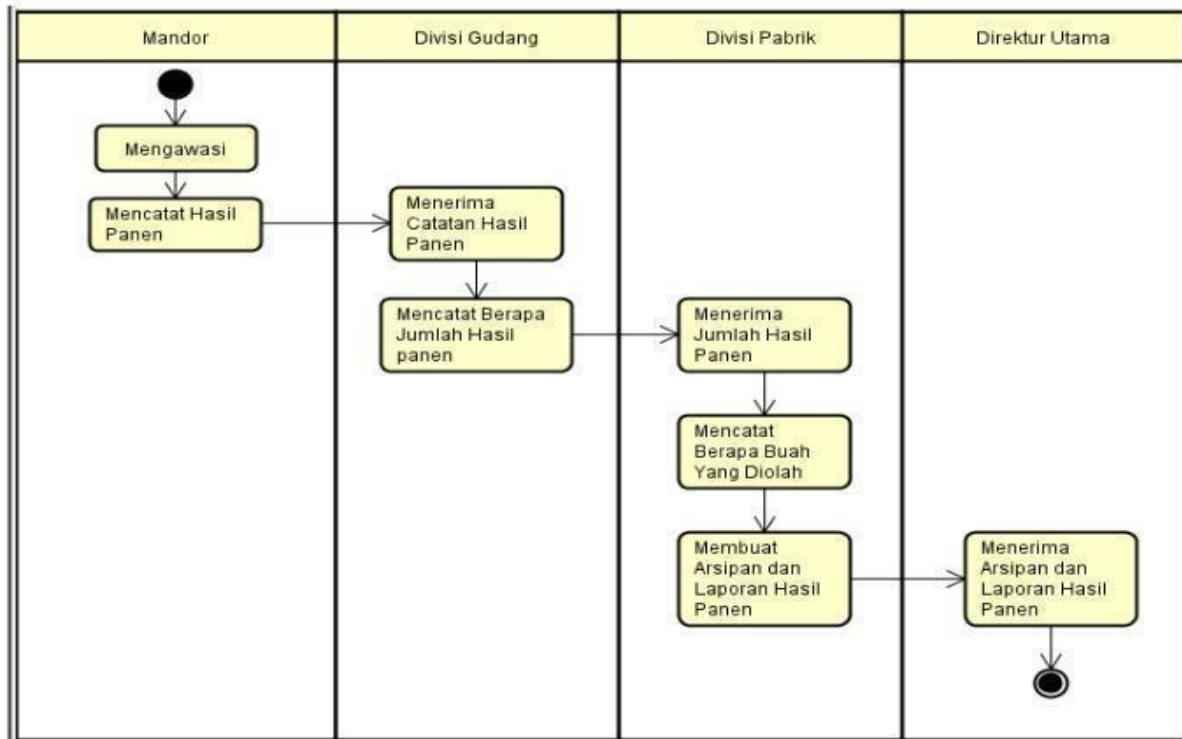 Mandor
Divisi Gudang
Divisi Pabrik
Direktur Utama
Mengawasi
Mencatat Hasil
Panen
Menerima
Catatan Hasil
Panen
Mencatat Berapa
Jumlah Hasil
panen
Menerima
Jumlah Hasil
Panen
Mencatat
Berapa Buah
Yang Diolah
Membuat
Arsipan dan
Laporan Hasil
Panen
Menerima
Arsipan dan
Laporan Hasil
Panen